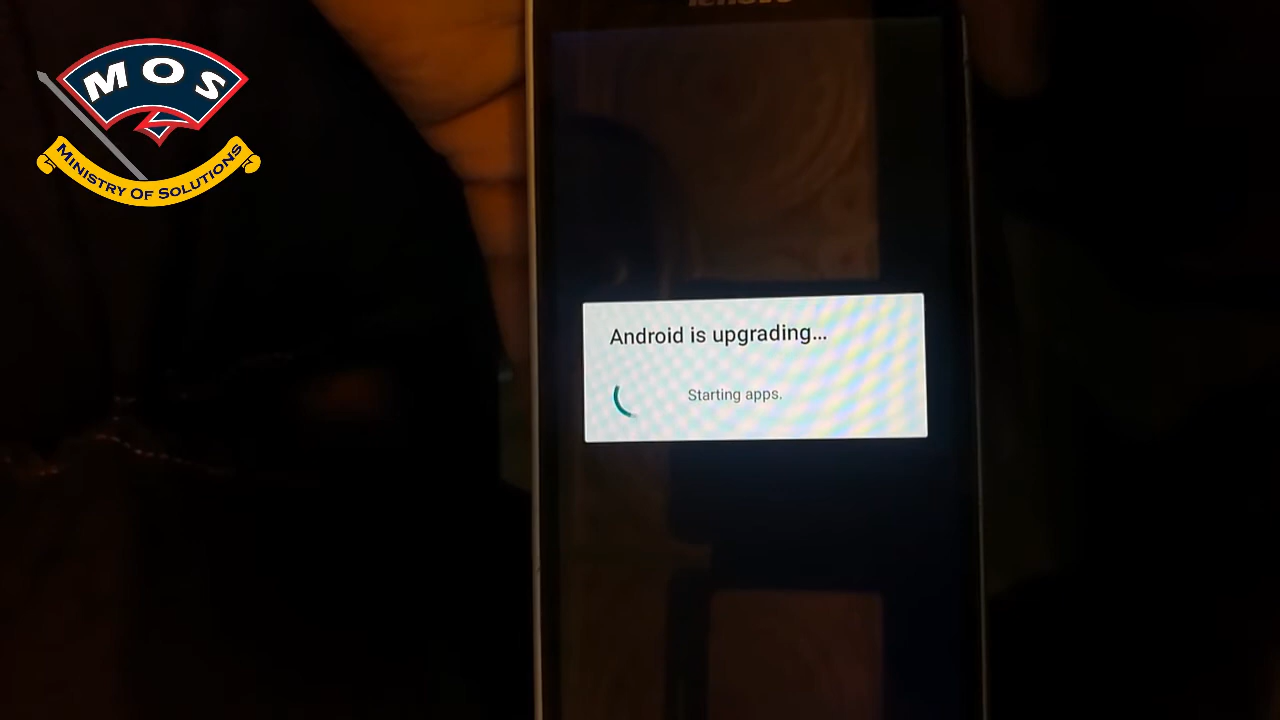 MOS
MINISTRY OF SOLUTIONS
Android is upgrading...
Starting apps.